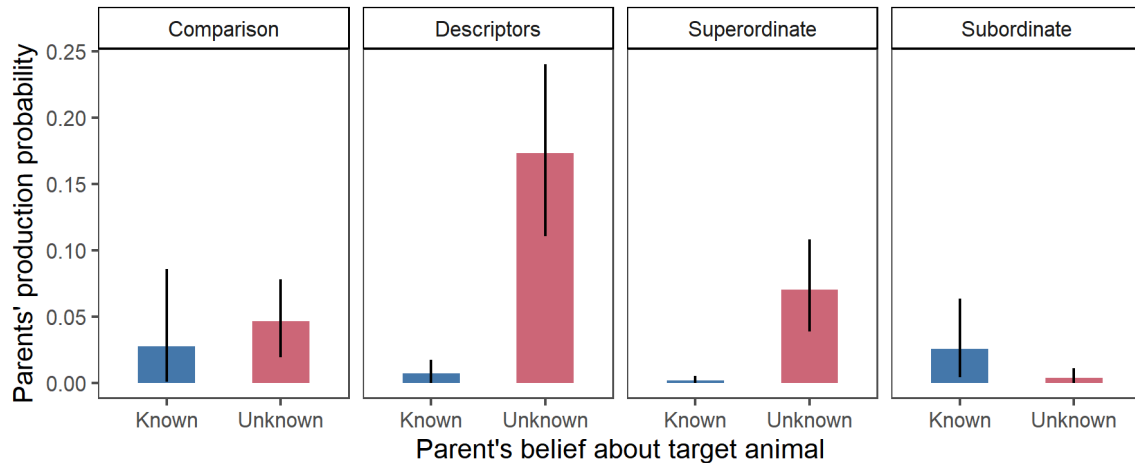 Comparison
Descriptors
Superordinate
Subordinate
Parents' production probability
0.25
0.20
0.15
0.10
0.05
0.00
Known Unknown
Known Unknown
Known Unknown
Known Unknown
Parent's belief about target animal